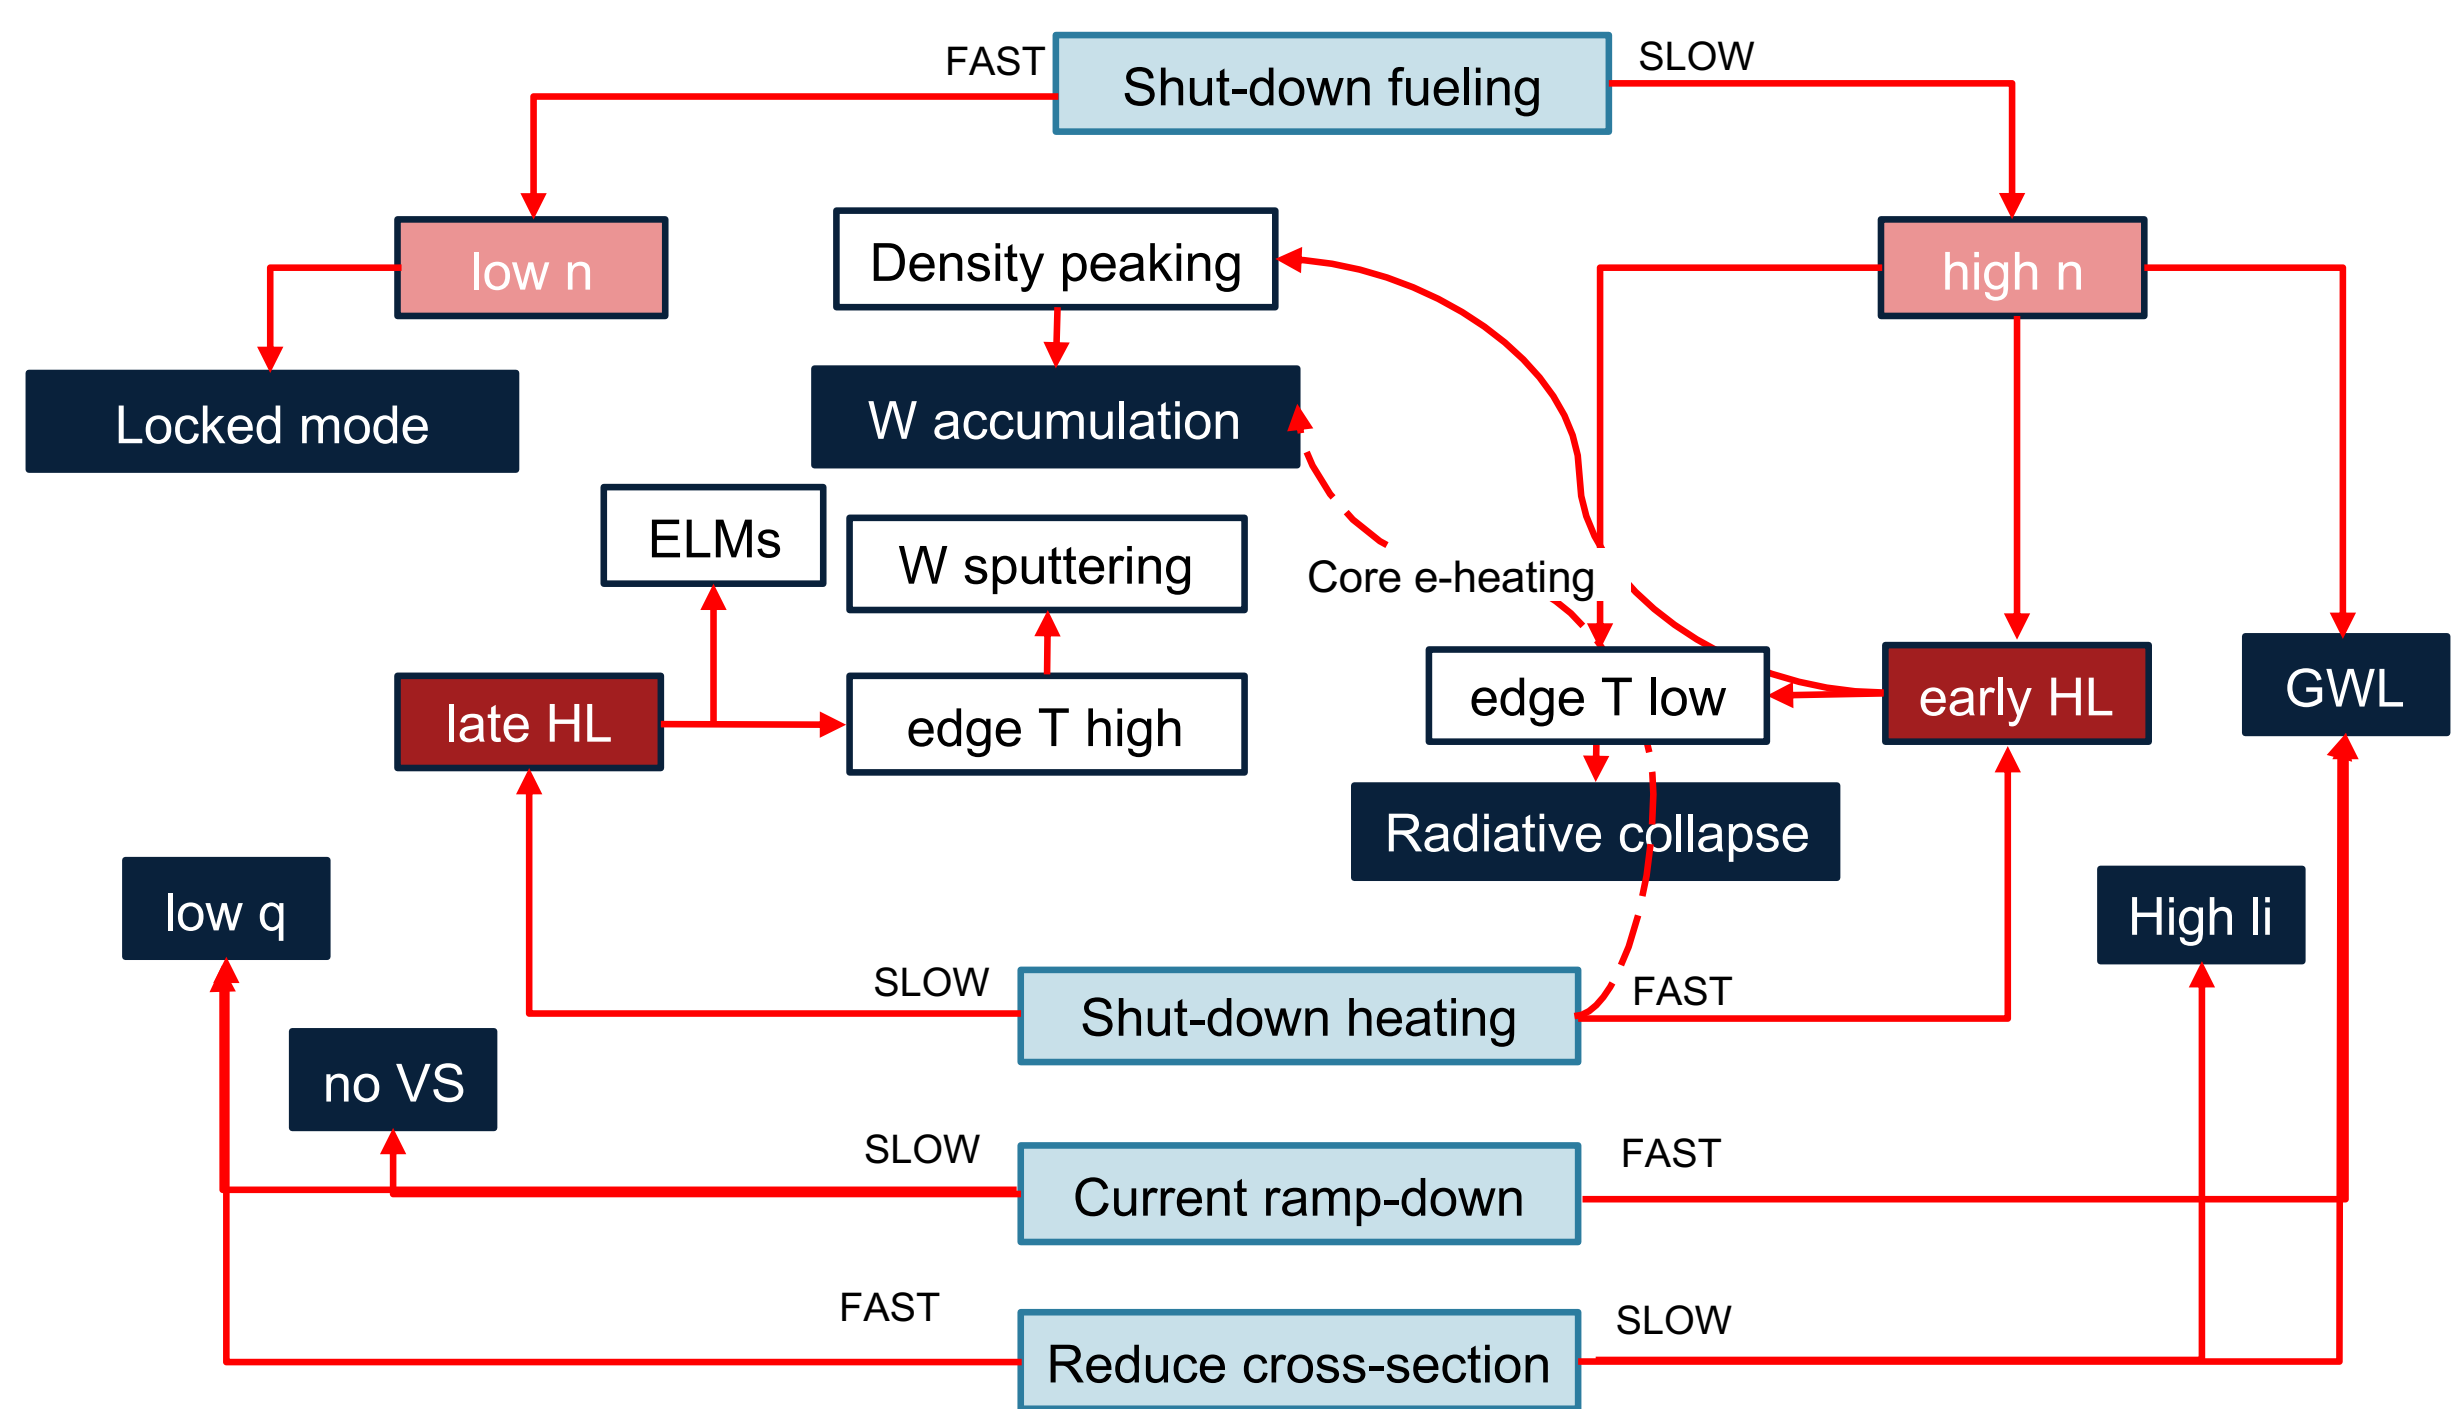 FAST
Shut-down fueling
SLOW
low n
Density peaking
high n
Locked mode
W accumulation
ELMs
W sputtering
Core e-heating
late HL
edge T high
edge T low
early HL
GWL
Radiative collapse
low q
High li
SLOW
Shut-down heating
FAST
no VS
SLOW
Current ramp-down
FAST
FAST
Reduce cross-section
SLOW